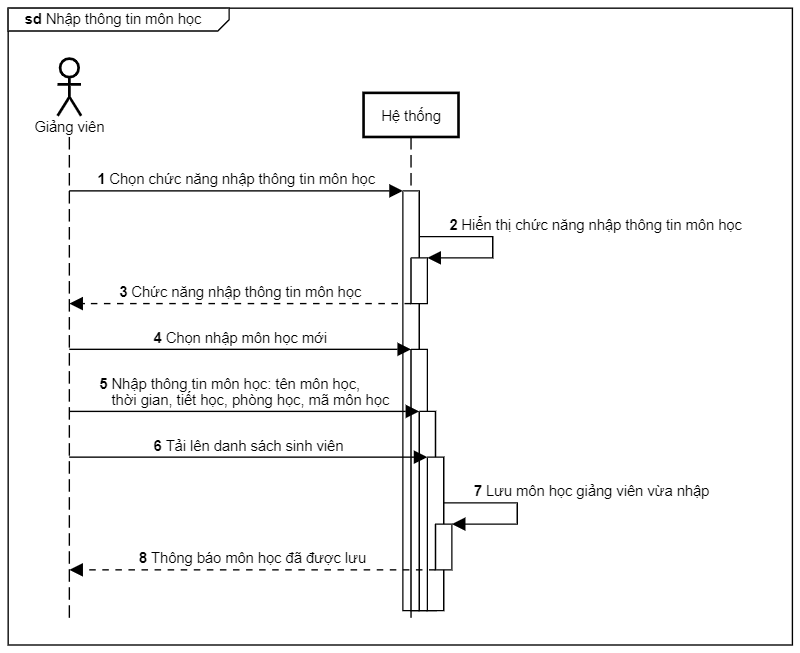 sd Nhập thông tin môn học
Giảng viên
Hệ thống
1 Chọn chức năng nhập thông tin môn học
2 Hiển thị chức năng nhập thông tin môn học
3 Chức năng nhập thông tin môn học
4 Chọn nhập môn học mới
5 Nhập thông tin môn học: tên môn học,
thời gian, tiết học, phòng học, mã môn học
6 Tải lên danh sách sinh viên
7 Lưu môn học giảng viên vừa nhập
8 Thông báo môn học đã được lưu